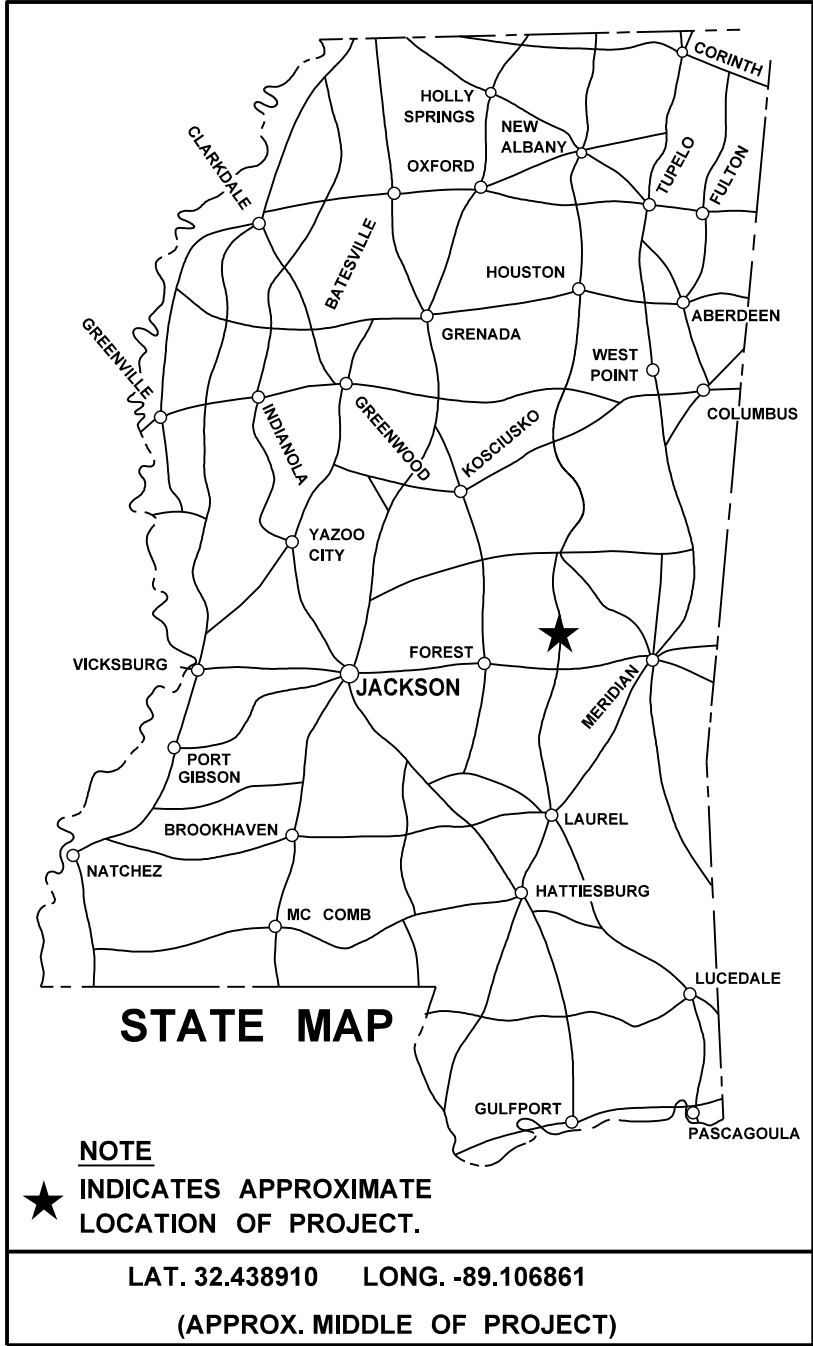 CORINTH
HOLLY
SPRINGS
NEW
ALBANY
CLARKDALE
OXFORD
TUPELO
FULTON
BATESVILLE
HOUSTON
ABERDEEN
GRENADA
GREENVILLE
WEST
POINT
COLUMBUS
INDIANOLA
GREENWOOD
KOSCIUSKO
YAZOO
CITY
VICKSBURG
FOREST
JACKSON
MERIDIAN
PORT
GIBSON
BROOKHAVEN
LAUREL
NATCHEZ
HATTIESBURG
MC COMB
LUCEDALE
STATE MAP
GULFPORT
PASCAGOULA
NOTE
INDICATES APPROXIMATE
LOCATION OF PROJECT.
LAT. 32.438910 LONG. -89.106861
(APPROX. MIDDLE OF PROJECT)